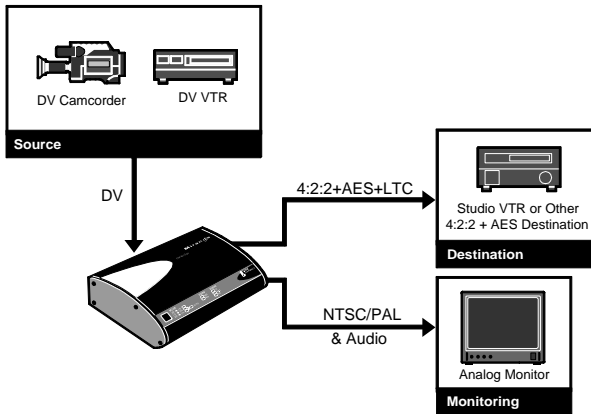 DV Camcorder
DV VTR
Source
DV
4:2:2+AES+LTC
Studio VTR or Other
4:2:2 + AES Destination
Destination
Miranda
NTSC/PAL
& Audio
Analog Monitor
Monitoring